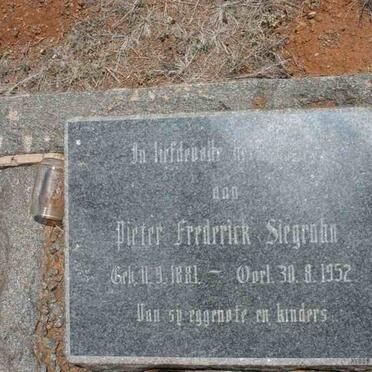 In liefdevolle herinnering
aan
Pieter Frederick Siegruhn
Geb. 11.9.1881. — Oorl. 30.8.1952
Van sy eggenote en kinders